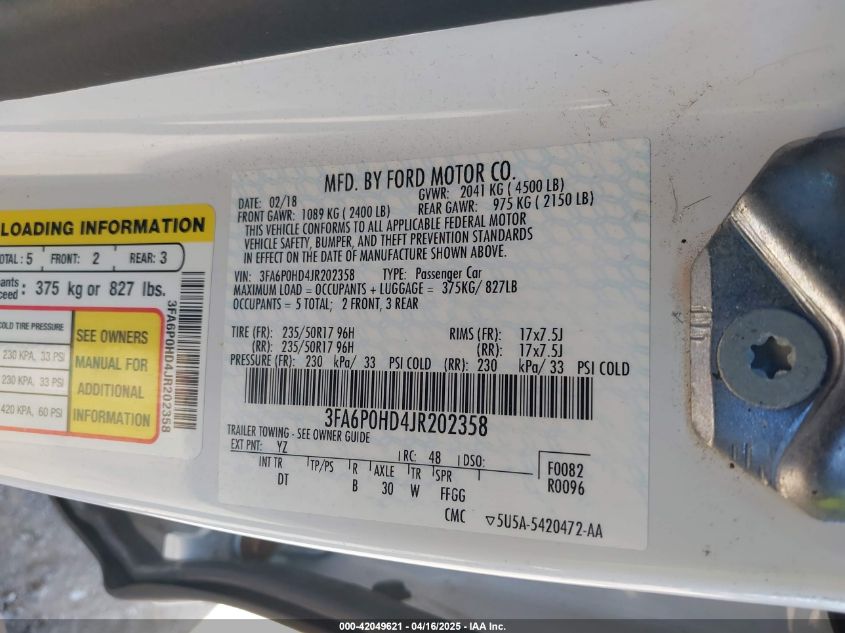 LOADING INFORMATION
OTAL: 5 FRONT: 2 REAR: 3
375 kg or 827 lbs.
COLD TIRE PRESSURE
230 KPA, 33 PSI
230 KPA, 33 PSI
420 KPA, 60 PSI
SEE OWNERS
MANUAL FOR
ADDITIONAL
INFORMATION
3FA6P0HD4JR202358
MFD. BY FORD MOTOR CO.
DATE: 02/18 GVWR: 2041 KG ( 4500 LB)
FRONT GAWR: 1089 KG ( 2400 LB) REAR GAWR: 975 KG ( 2150 LB)
THIS VEHICLE CONFORMS TO ALL APPLICABLE FEDERAL MOTOR
VEHICLE SAFETY, BUMPER, AND THEFT PREVENTION STANDARDS
IN EFFECT ON THE DATE OF MANUFACTURE SHOWN ABOVE.
VIN: 3FA6P0HD4JR202358 TYPE: Passenger Car
MAXIMUM LOAD = OCCUPANTS + LUGGAGE = 375KG/ 827LB
OCCUPANTS = 5 TOTAL; 2 FRONT, 3 REAR
TIRE (FR): 235/50R17 96H RIMS (FR): 17x7.5J
(RR): 235/50R17 96H (RR): 17x7.5J
PRESSURE (FR): 230 kPa/ 33 PSI COLD (RR): 230 kPa/ 33 PSI COLD
3FA6P0HD4JR202358
TRAILER TOWING - SEE OWNER GUIDE
EXT PNT: YZ RC: 48 DSO:
INT TR TP/PS R AXLE TR SPR
DT B 30 W FFGG
F0082
R0096
CMC 5U5A-5420472-AA
000-42049621 - 04/16/2025 - IAA Inc.